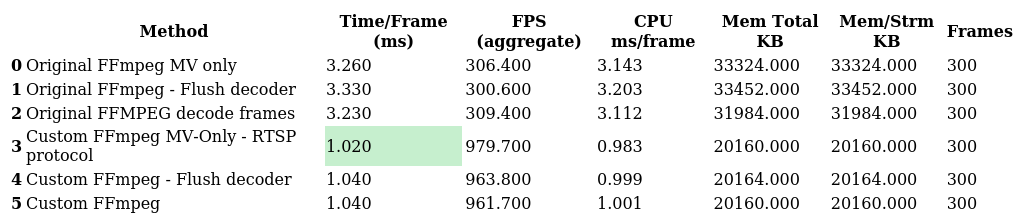 Method Time/Frame (ms) FPS (aggregate) CPU ms/frame Mem Total KB Mem/Strm KB Frames
0 Original FFmpeg MV only 3.260 306.400 3.143 33324.000 33324.000 300
1 Original FFmpeg - Flush decoder 3.330 300.600 3.203 33452.000 33452.000 300
2 Original FFMPEG decode frames 3.230 309.400 3.112 31984.000 31984.000 300
3 Custom FFmpeg MV-Only - RTSP protocol 1.020 979.700 0.983 20160.000 20160.000 300
4 Custom FFmpeg - Flush decoder 1.040 963.800 0.999 20164.000 20164.000 300
5 Custom FFmpeg 1.040 961.700 1.001 20160.000 20160.000 300